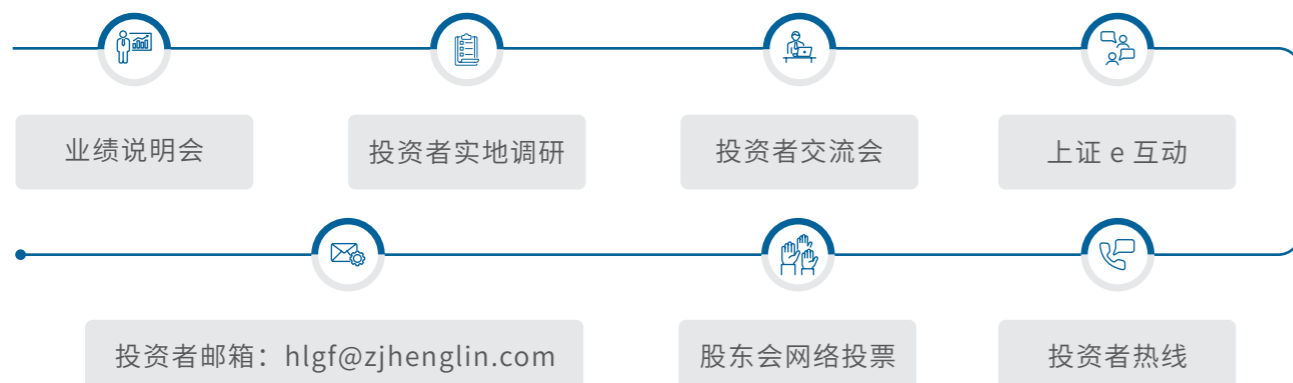 业绩说明会
投资者实地调研
投资者交流会
上证 e 互动
投资者邮箱：hlgf@zjhenglin.com
股东会网络投票
投资者热线